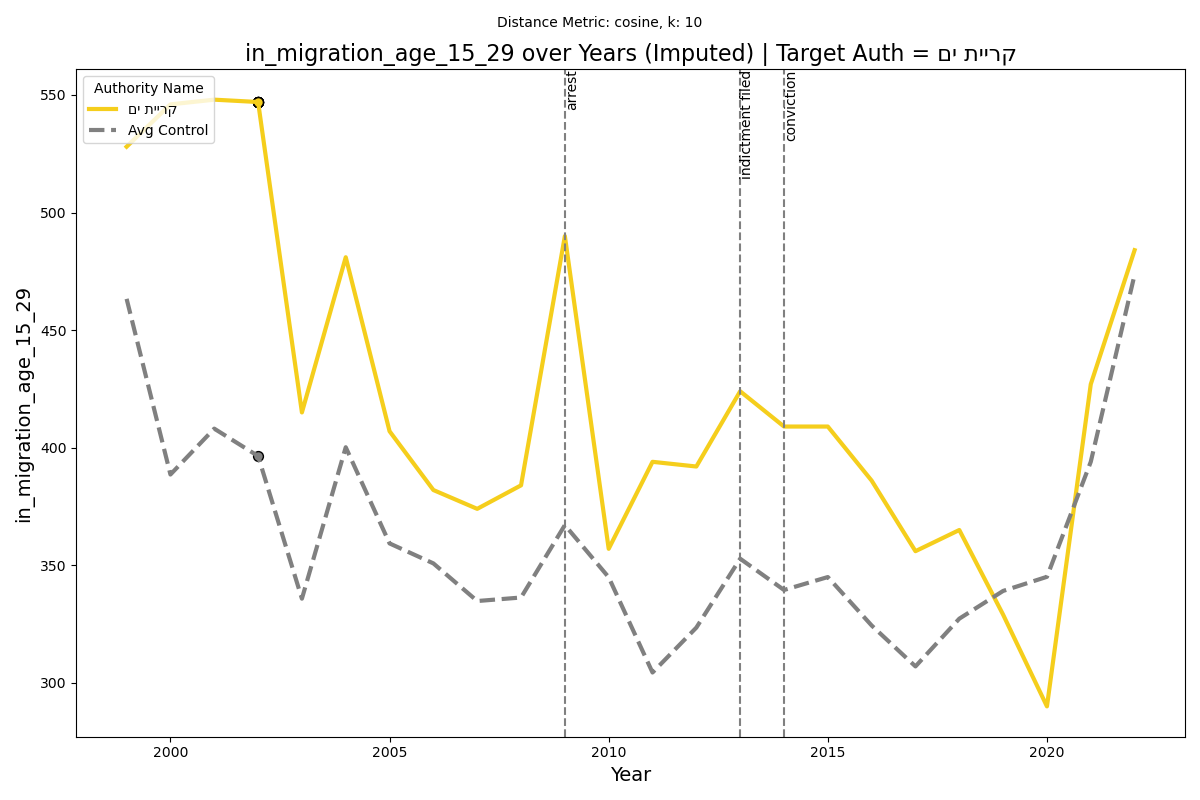 Distance Metric: cosine, k: 10
in_migration_age_15_29 over Years (Imputed) | Target Auth = קריית ים
Authority Name
קריית ים
Avg Control
arrest
indictment filed
conviction
in_migration_age_15_29
550
500
450
400
350
300
2000
2005
2010
2015
2020
Year